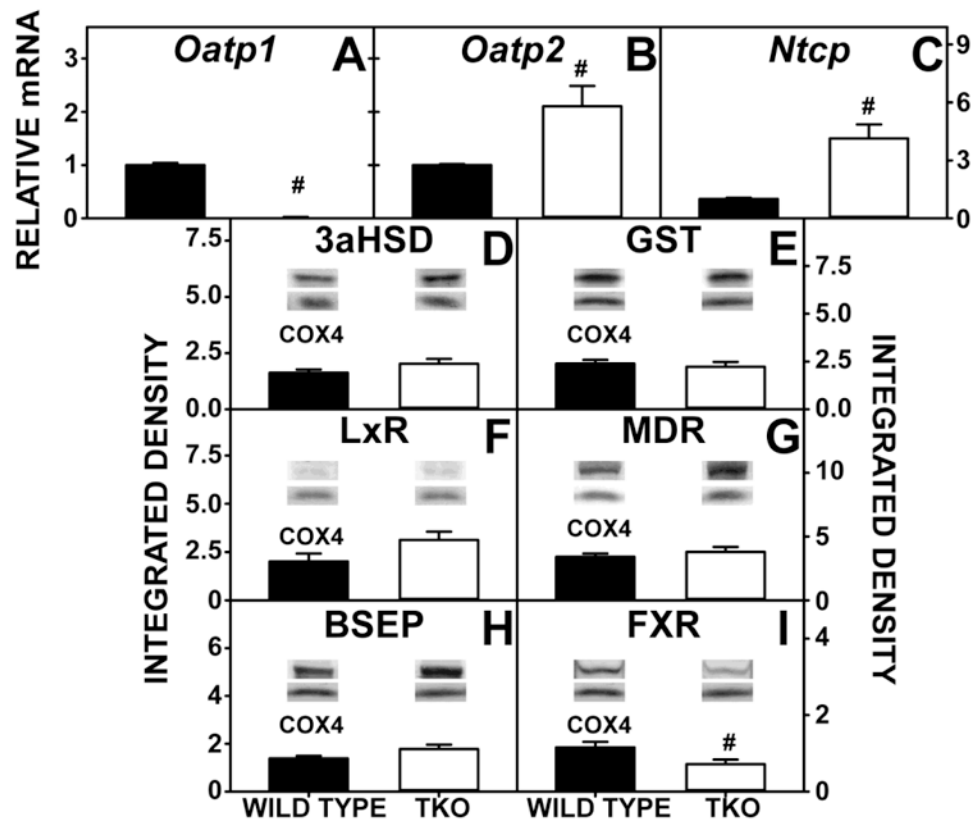 RELATIVE mRNA
Oatp1 A
Oatp2 B
Ntcp C
3
2
1
0
#
#
#
9
6
3
0
INTEGRATED DENSITY
3aHSD D
7.5
5.0
2.5
0.0
COX4
GST E
7.5
5.0
2.5
0.0
COX4
LxR F
7.5
5.0
2.5
0
COX4
MDR G
10
5
0
COX4
BSEP H
6
4
2
0
COX4
FXR I
4
2
0
COX4
#
INTEGRATED DENSITY
WILD TYPE TKO WILD TYPE TKO